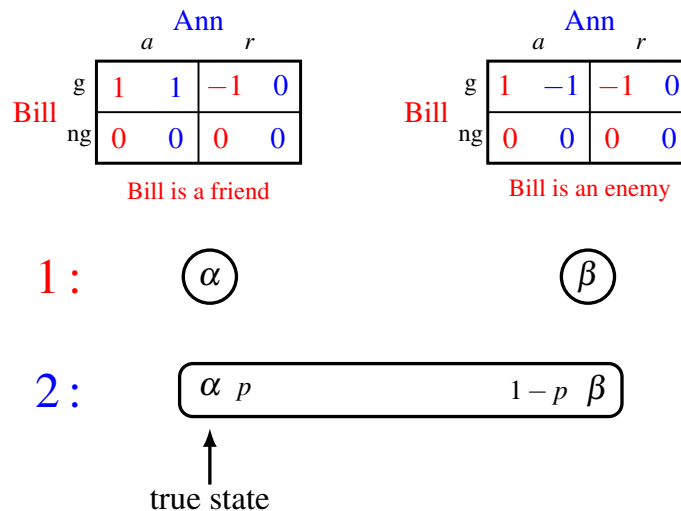 Ann Ann
a r a r
Bill g 1 1 −1 0 Bill g 1 −1 −1 0
ng 0 0 0 0 ng 0 0 0 0
Bill is a friend Bill is an enemy
1 : α β
2 : α p 1 − p β
true state